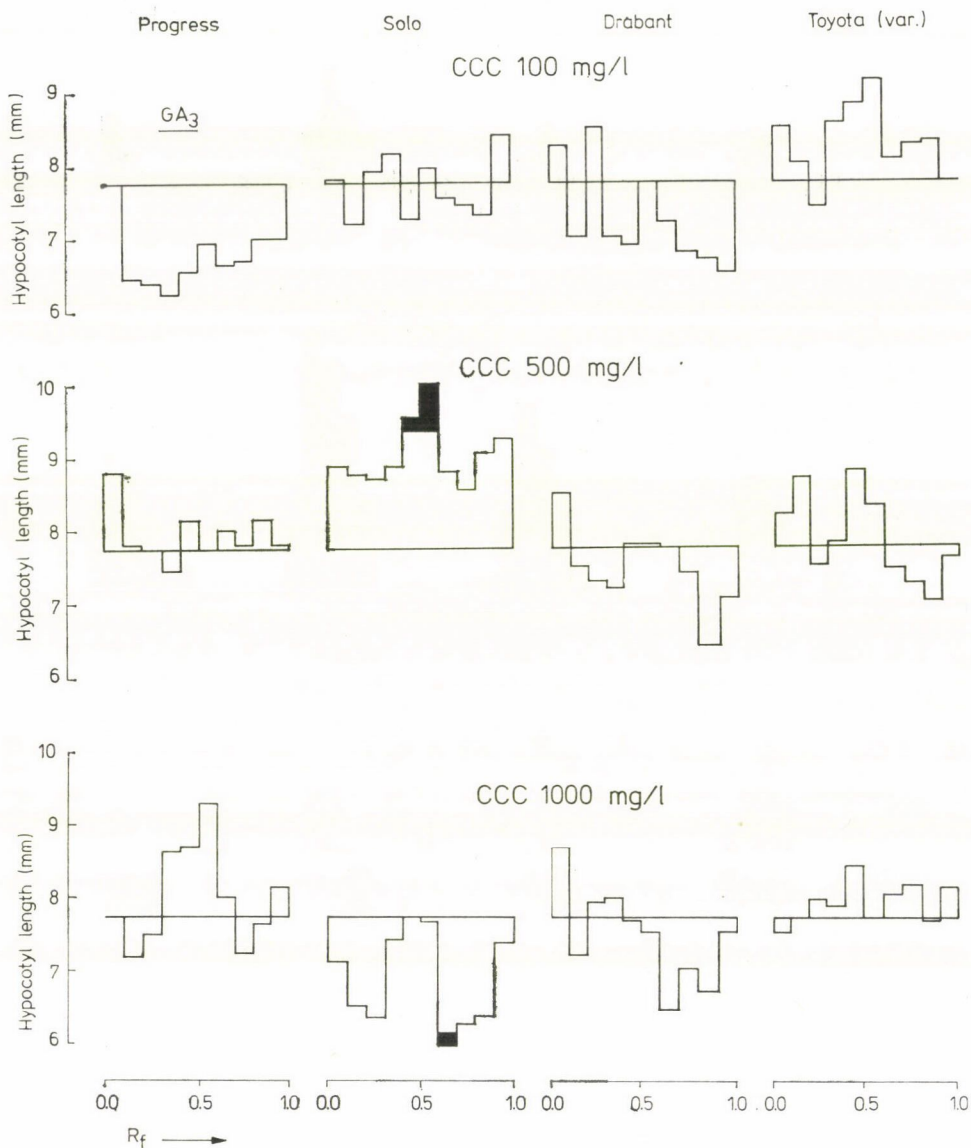 Progress Solo Drabant Toyota (var.)
CCC 100 mg/l
GA3
Hypocotyl length (mm)
9
8
7
6
CCC 500 mg/l
Hypocotyl length (mm)
10
9
8
7
6
CCC 1000 mg/l
Hypocotyl length (mm)
10
9
8
7
6
0.0 0.5 1.0 0.0 0.5 1.0 0.0 0.5 1.0 0.0 0.5 1.0
Rf